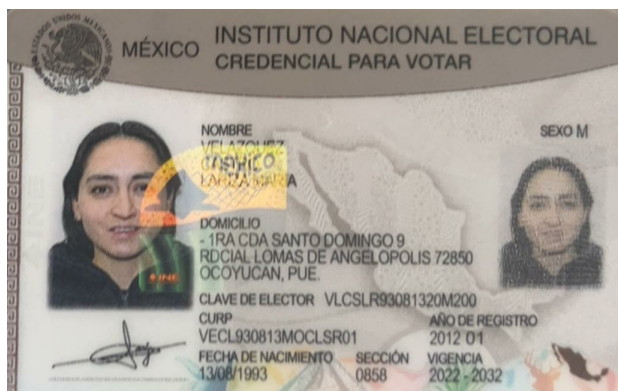 MÉXICO
INSTITUTO NACIONAL ELECTORAL
CREDENCIAL PARA VOTAR
NOMBRE
SEXO M
VELAZQUEZ
MARIA
DOMICILIO
- 1RA CDA SANTO DOMINGO 9
RDCIAL LOMAS DE ANGELOPOLIS 72850
OCOYUCAN, PUE.
INE
CLAVE DE ELECTOR VLCSLR93081320M200
CURP
AÑO DE REGISTRO
VECL930813MOCLSR01
2012 01
FECHA DE NACIMIENTO SECCIÓN VIGENCIA
13/08/1993 0858 2022 - 2032